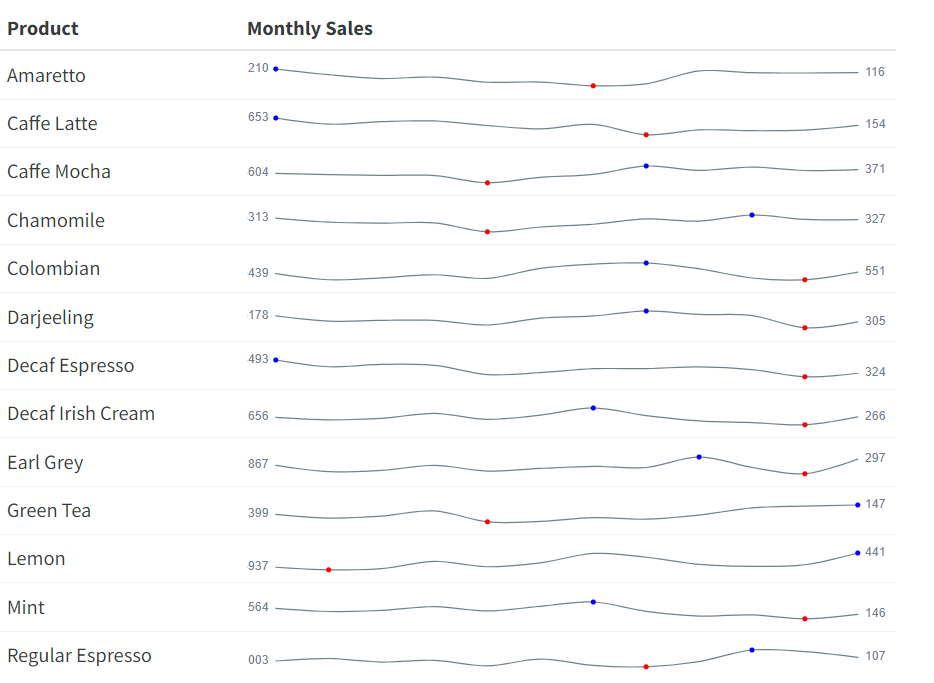 Product Monthly Sales
Amaretto 210 116
Caffe Latte 653 154
Caffe Mocha 604 371
Chamomile 313 327
Colombian 439 551
Darjeeling 178 305
Decaf Espresso 493 324
Decaf Irish Cream 656 266
Earl Grey 867 297
Green Tea 399 147
Lemon 937 441
Mint 564 146
Regular Espresso 003 107